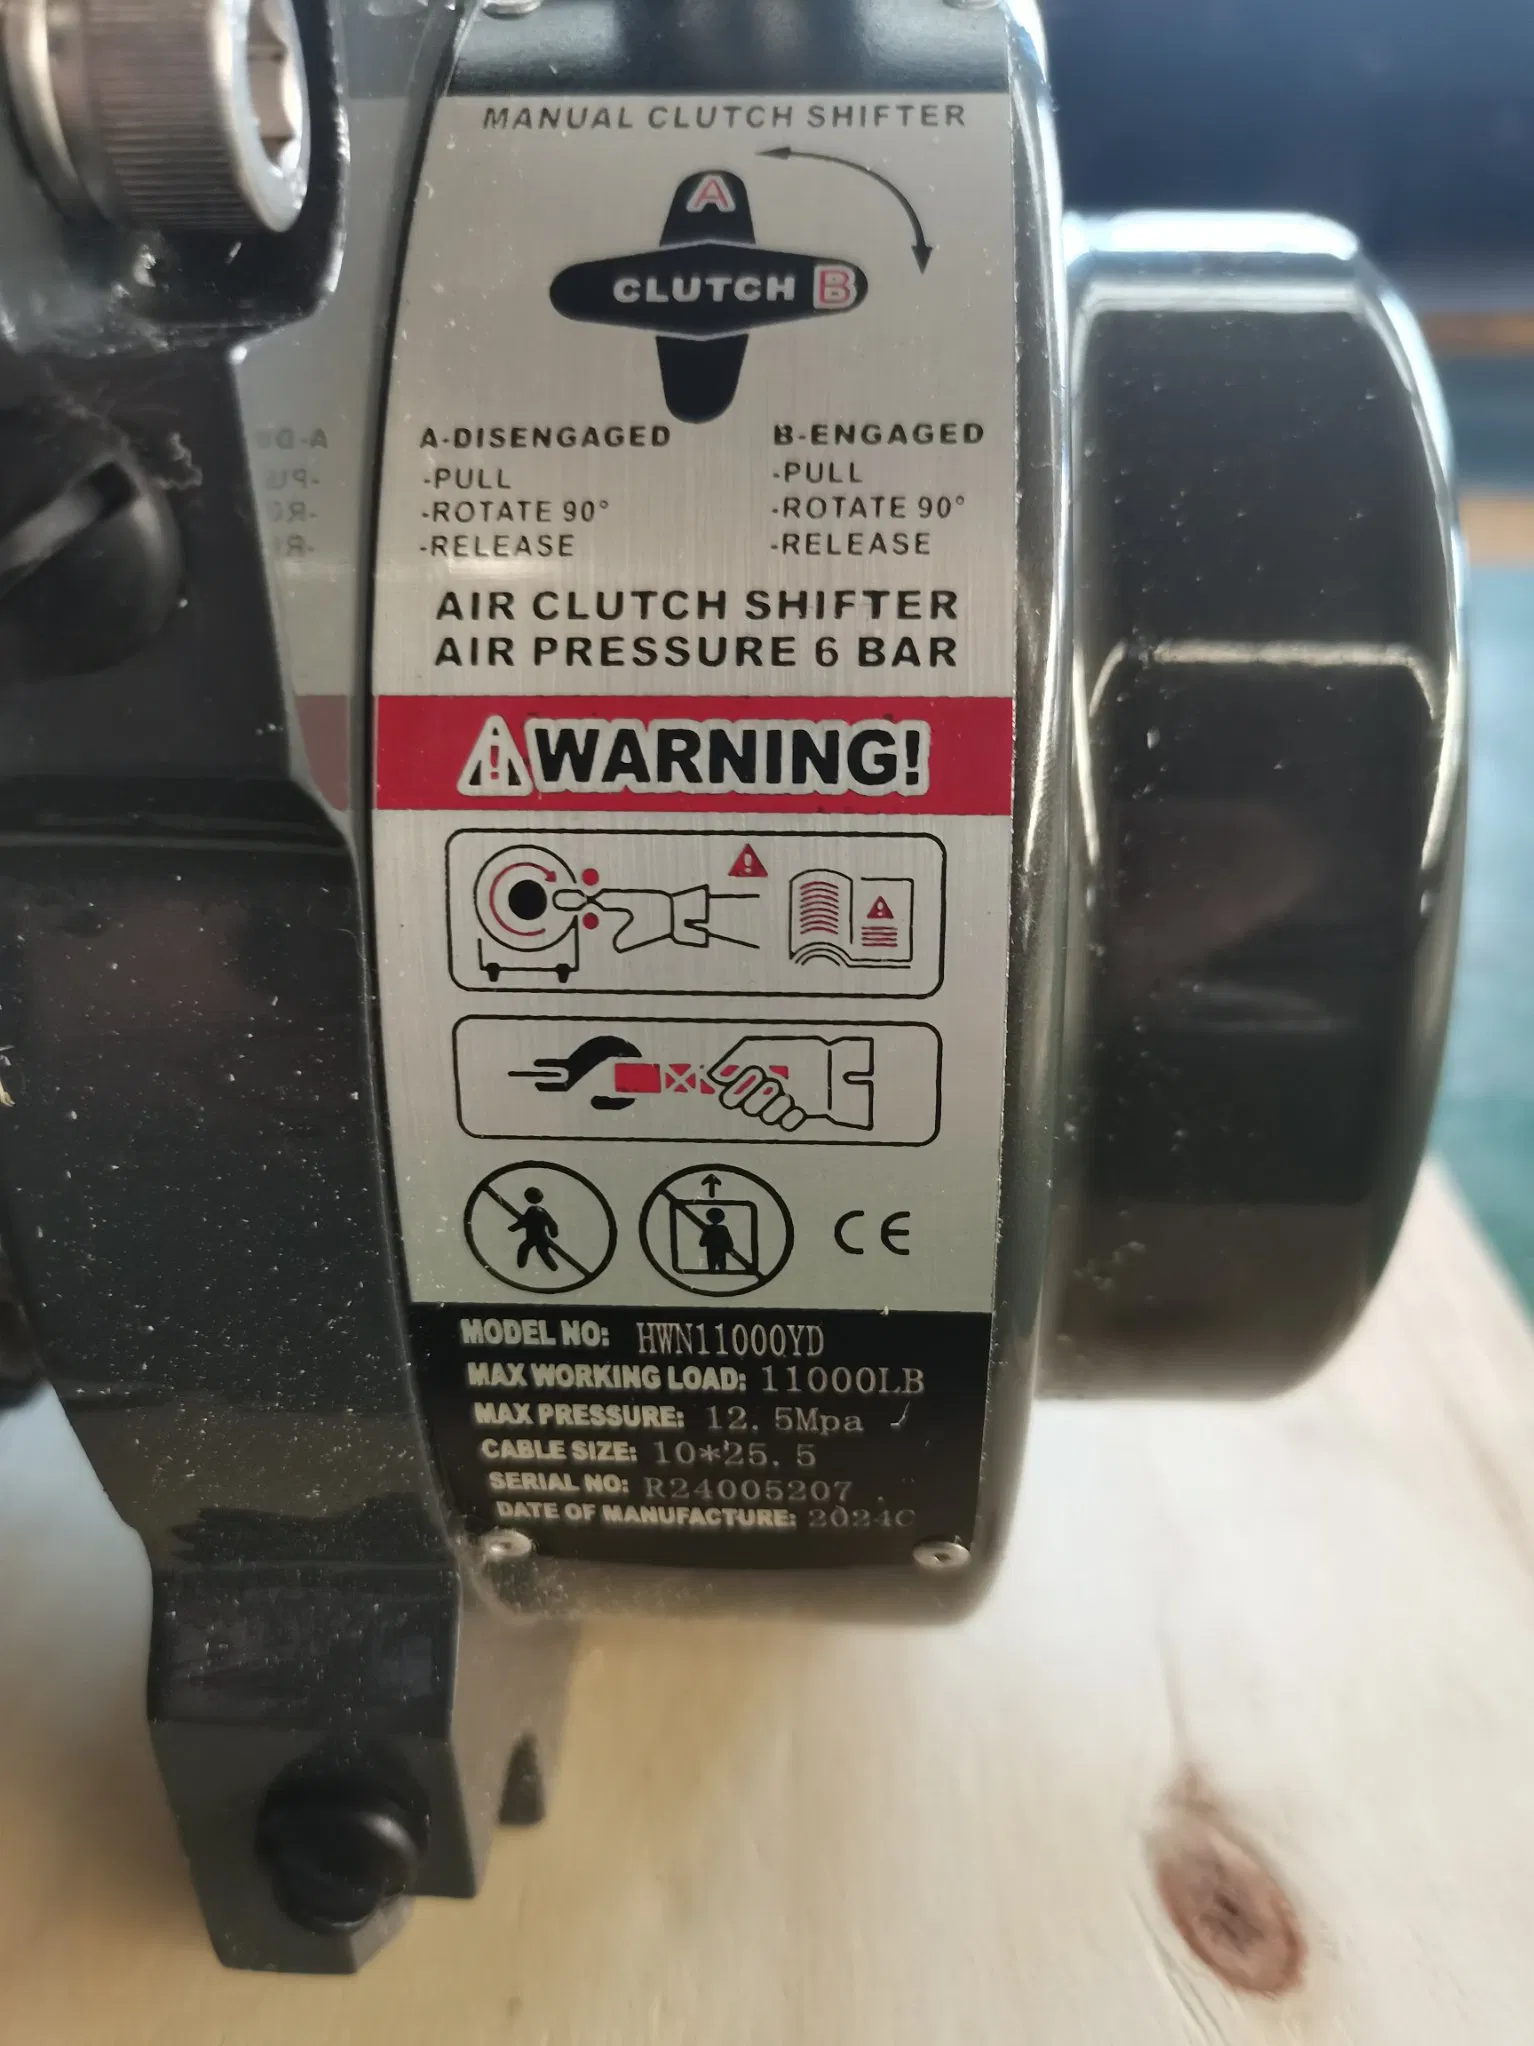 MANUAL CLUTCH SHIFTER
A
CLUTCH B
A-DISENGAGED
-PULL
-ROTATE 90°
-RELEASE
B-ENGAGED
-PULL
-ROTATE 90°
-RELEASE
AIR CLUTCH SHIFTER
AIR PRESSURE 6 BAR
WARNING!
CE
MODEL NO: HWN11000YD
MAX WORKING LOAD: 11000LB
MAX PRESSURE: 12.5Mpa
CABLE SIZE: 10*25.5
SERIAL NO: R24005207
DATE OF MANUFACTURE: 2024C